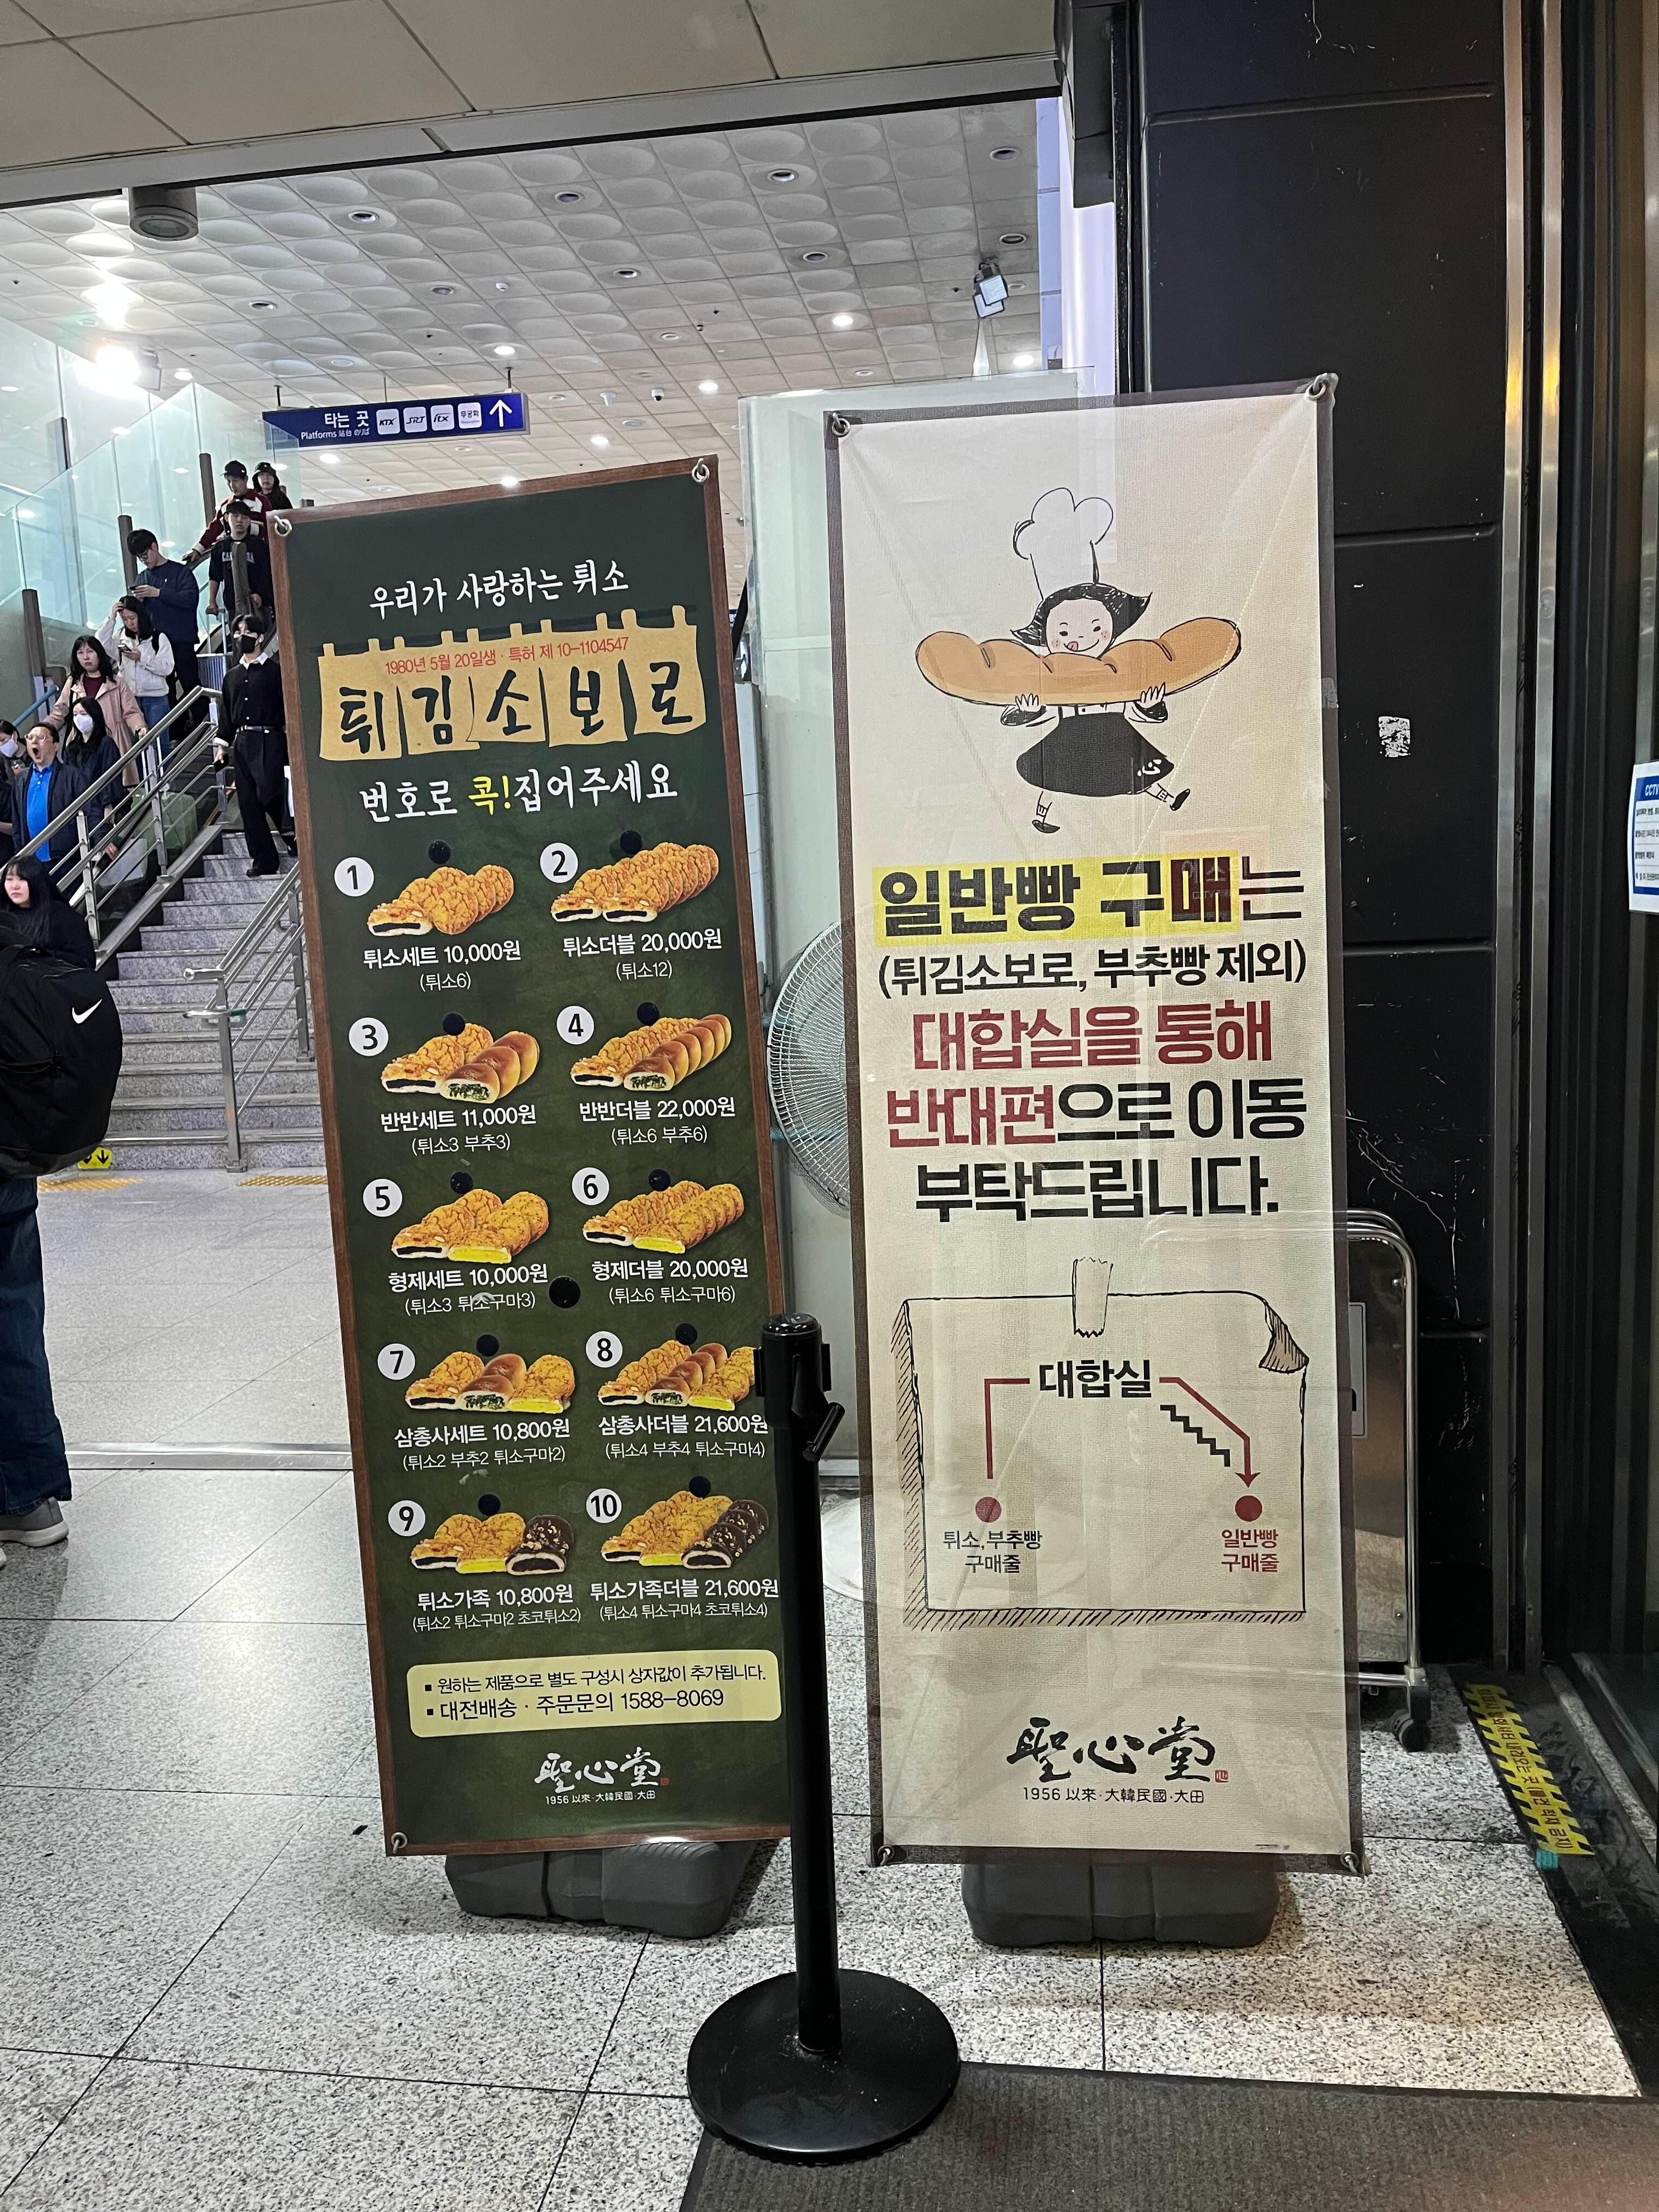 타는 곳
Platforms 站台 のりば
KTX SRT itx 무궁화
우리가 사랑하는 튀소
1980년 5월 20일생 · 특허 제 10-1104547
튀김소보로
번호로 콕! 집어주세요
1
튀소세트 10,000원
(튀소6)
2
튀소더블 20,000원
(튀소12)
3
반반세트 11,000원
(튀소3 부추3)
4
반반더블 22,000원
(튀소6 부추6)
5
형제세트 10,000원
(튀소3 튀소구마3)
6
형제더블 20,000원
(튀소6 튀소구마6)
7
삼총사세트 10,800원
(튀소2 부추2 튀소구마2)
8
삼총사더블 21,600원
(튀소4 부추4 튀소구마4)
9
튀소가족 10,800원
(튀소2 튀소구마2 초코튀소2)
10
튀소가족더블 21,600원
(튀소4 튀소구마4 초코튀소4)
▪ 원하는 제품으로 별도 구성시 상자값이 추가됩니다.
▪ 대전배송 · 주문문의 1588-8069
聖心堂
1956 以來·大韓民國·大田
일반빵 구매는
(튀김소보로, 부추빵 제외)
대합실을 통해
반대편으로 이동
부탁드립니다.
대합실
튀소,부추빵
구매줄
일반빵
구매줄
聖心堂
1956 以來·大韓民國·大田
CCTV